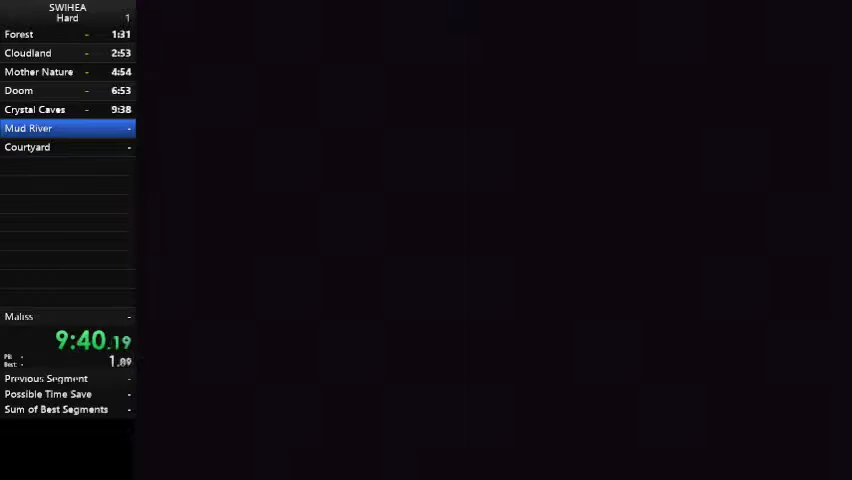 SWIHEA
Hard 1
Forest - 1:31
Cloudland - 2:53
Mother Nature - 4:54
Doom - 6:53
Crystal Caves - 9:38
Mud River -
Courtyard -
Maliss -
9:40.19
PB: -
Best: - 1.89
Previous Segment -
Possible Time Save -
Sum of Best Segments -